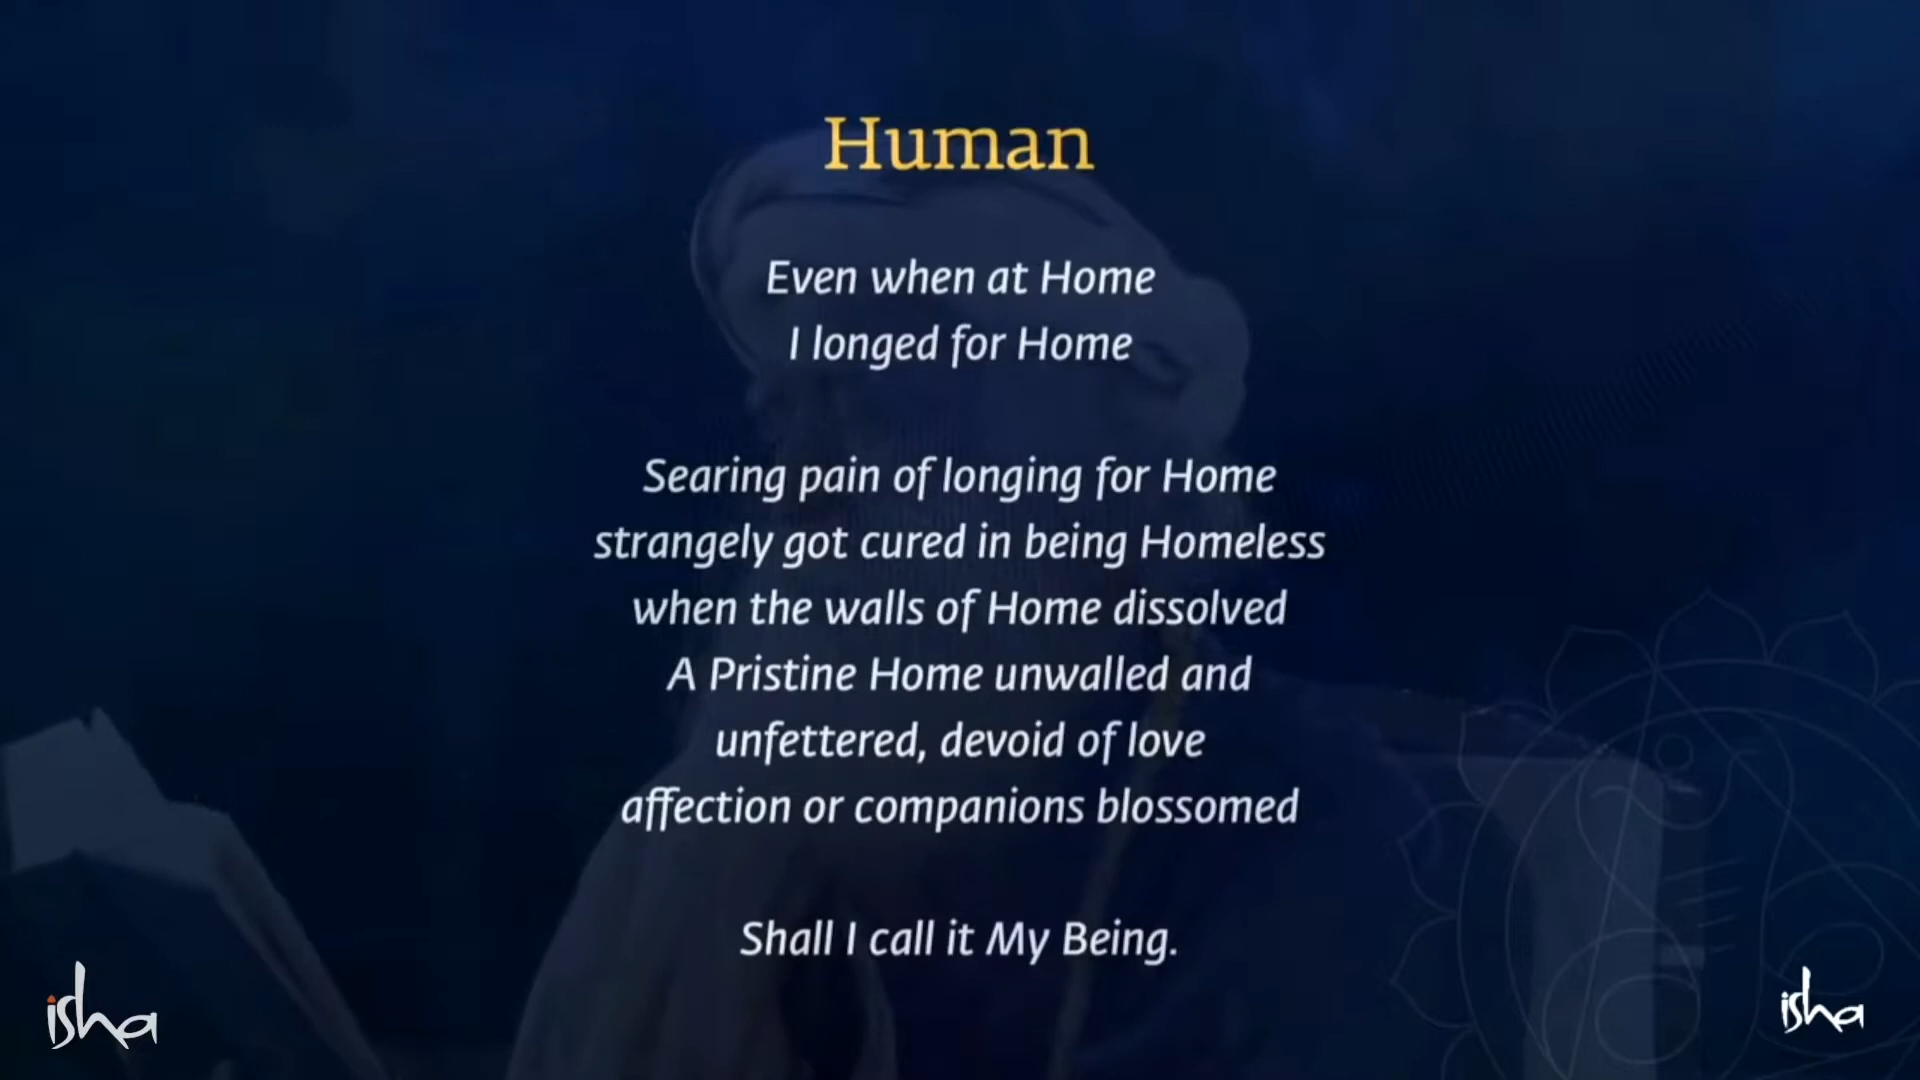 Human
Even when at Home
I longed for Home
Searing pain of longing for Home
strangely got cured in being Homeless
when the walls of Home dissolved
A Pristine Home unwalled and
unfettered, devoid of love
affection or companions blossomed
Shall I call it My Being.
isha
isha